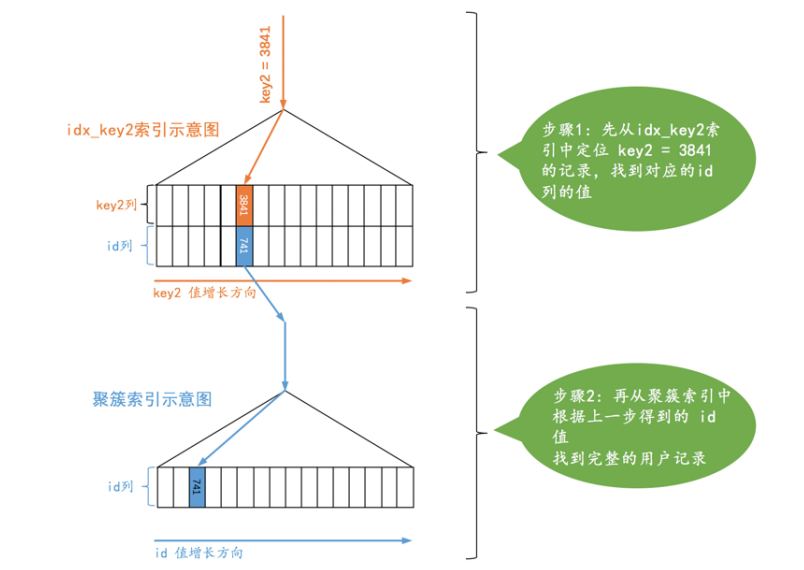 key2 = 3841
idx_key2索引示意图
key2列
3841
id列
741
key2 值增长方向
步骤1: 先从idx_key2索
引中定位 key2 = 3841
的记录，找到对应的id
列的值
聚簇索引示意图
id列
741
id 值增长方向
步骤2: 再从聚簇索引中
根据上一步得到的 id
值
找到完整的用户记录